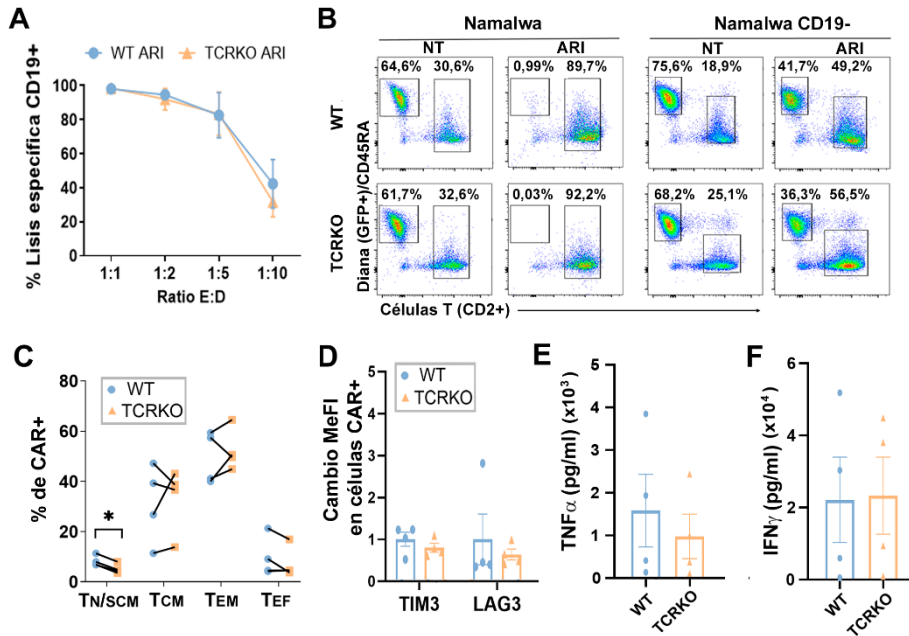 A
WT ARI TCRKO ARI
% Lisis especifica CD19+
100
80
60
40
20
0
1:1 1:2 1:5 1:10
Ratio E:D
B
Namalwa Namalwa CD19-
NT ARI NT ARI
WT
64,6% 30,6% 0,99% 89,7% 75,6% 18,9% 41,7% 49,2%
TCRKO
61,7% 32,6% 0,03% 92,2% 68,2% 25,1% 36,3% 56,5%
Diana (GFP+)/CD45RA
Células T (CD2+)
C
WT
TCRKO
% de CAR+
80
60
40
20
0
*
TN/SCM TCM TEM TEF
D
WT
TCRKO
Cambio MeFI
en células CAR+
5
4
3
2
1
0
TIM3 LAG3
E
TNFα (pg/ml) (x10³)
5
4
3
2
1
0
WT TCRKO
F
IFNγ (pg/ml) (x10⁴)
6
4
2
0
WT TCRKO